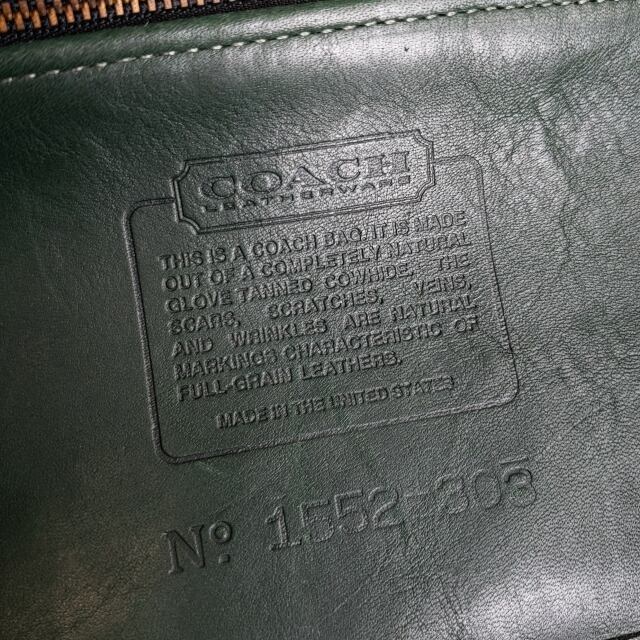 COACH
LEATHERWARE
THIS IS A COACH BAG. IT IS MADE
OUT OF A COMPLETELY NATURAL
GLOVE TANNED COWHIDE, THE
SCARS, SCRATCHES, VEINS,
AND WRINKLES ARE NATURAL
MARKINGS CHARACTERISTIC OF
FULL-GRAIN LEATHERS.
MADE IN THE UNITED STATES
Nº 1552-303